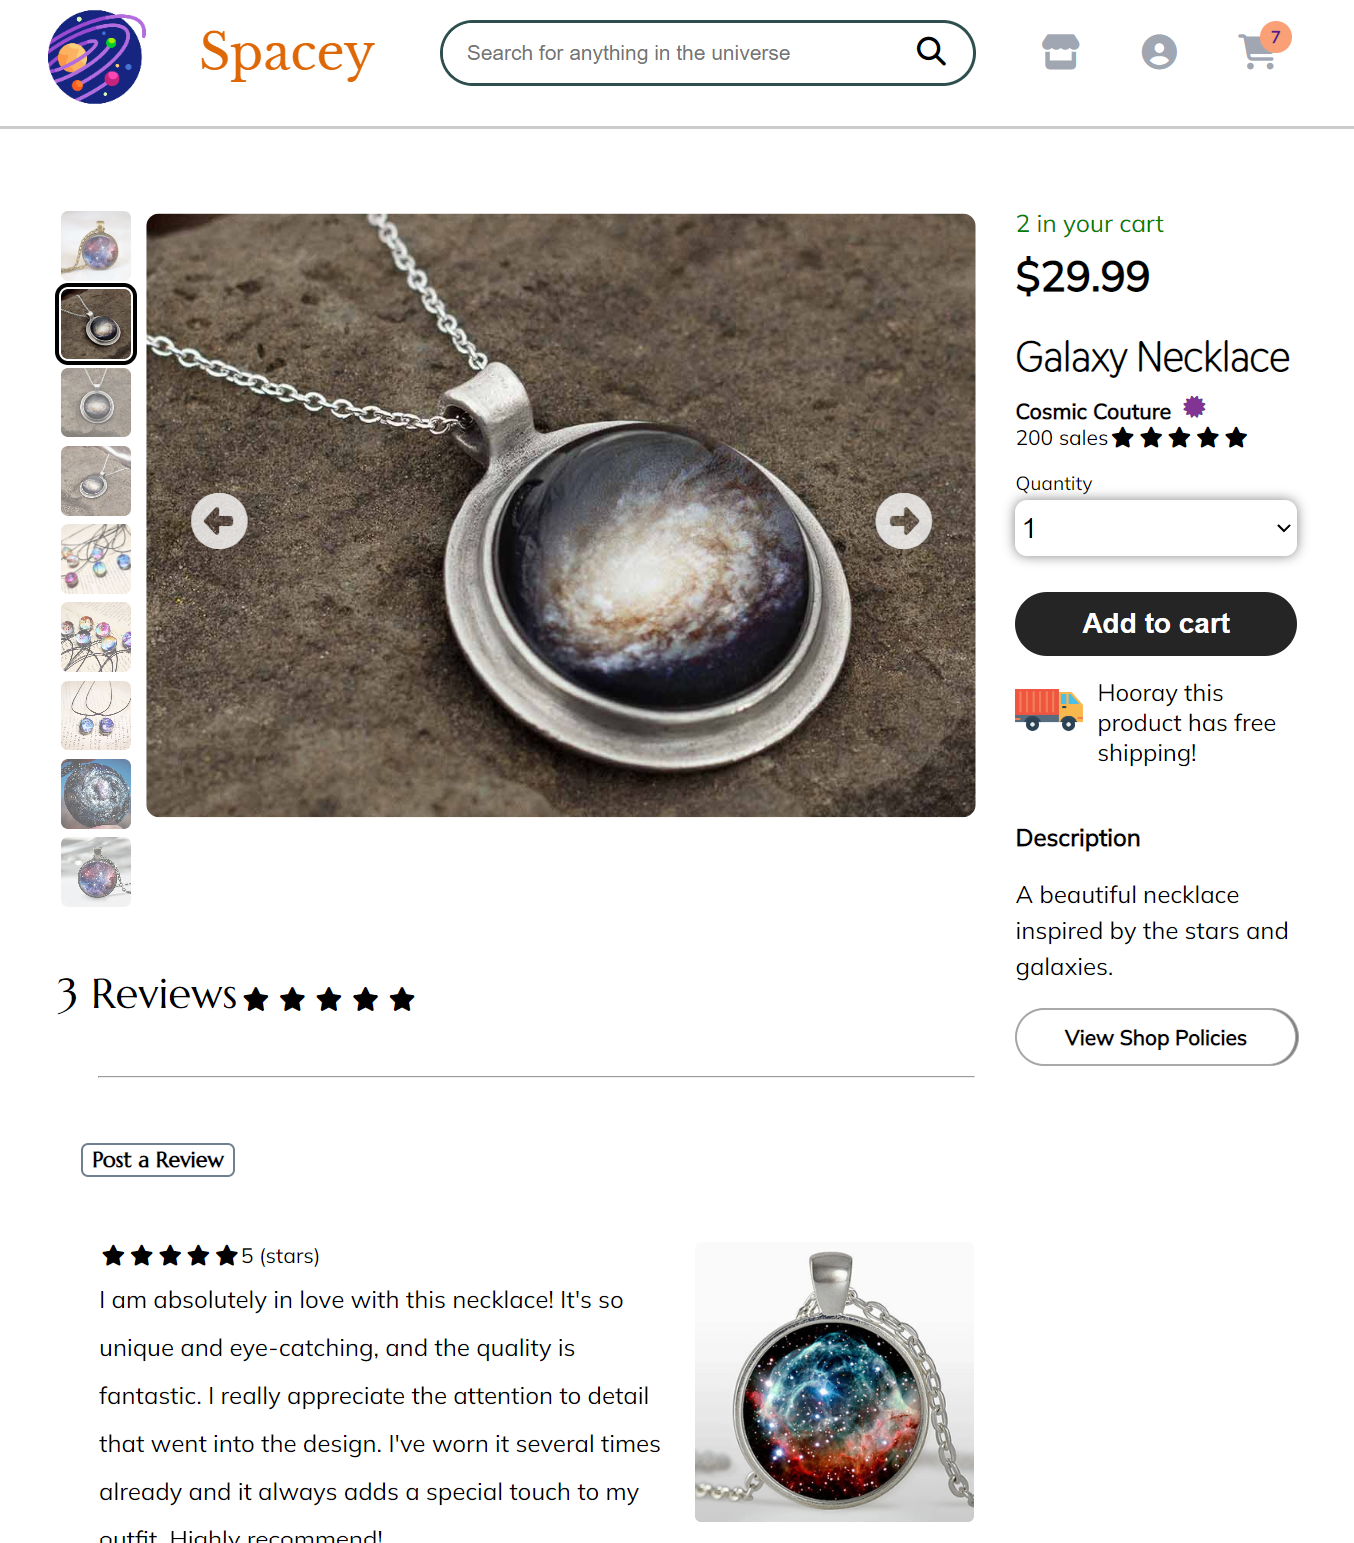 Spacey
Search for anything in the universe
7
2 in your cart
$29.99
Galaxy Necklace
Cosmic Couture
200 sales
Quantity
1
Add to cart
Hooray this
product has free
shipping!
Description
A beautiful necklace
inspired by the stars and
galaxies.
View Shop Policies
3 Reviews
Post a Review
5 (stars)
I am absolutely in love with this necklace! It's so
unique and eye-catching, and the quality is
fantastic. I really appreciate the attention to detail
that went into the design. I've worn it several times
already and it always adds a special touch to my
outfit. Highly recommend!